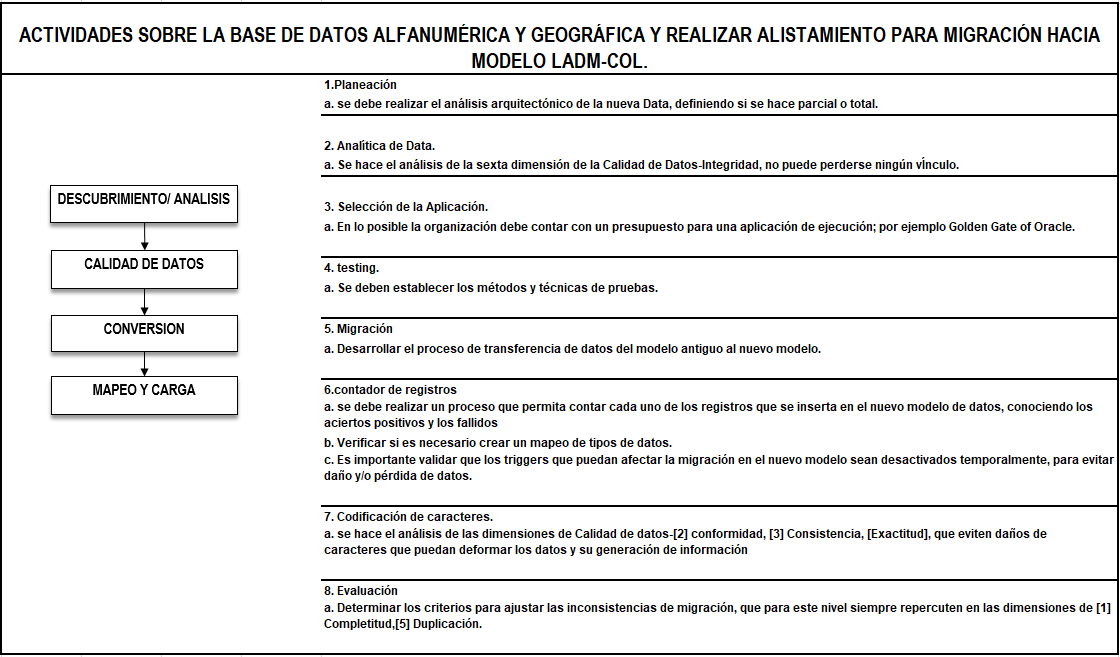 ACTIVIDADES SOBRE LA BASE DE DATOS ALFANUMÉRICA Y GEOGRÁFICA Y REALIZAR ALISTAMIENTO PARA MIGRACIÓN HACIA
MODELO LADM-COL.
DESCUBRIMIENTO/ ANALISIS
CALIDAD DE DATOS
CONVERSION
MAPEO Y CARGA
1.Planeación
a. se debe realizar el análisis arquitectónico de la nueva Data, definiendo si se hace parcial o total.
2. Analítica de Data.
a. Se hace el análisis de la sexta dimensión de la Calidad de Datos-Integridad, no puede perderse ningún vÍnculo.
3. Selección de la Aplicación.
a. En lo posible la organización debe contar con un presupuesto para una aplicación de ejecución; por ejemplo Golden Gate of Oracle.
4. testing.
a. Se deben establecer los métodos y técnicas de pruebas.
5. Migración
a. Desarrollar el proceso de transferencia de datos del modelo antiguo al nuevo modelo.
6.contador de registros
a. se debe realizar un proceso que permita contar cada uno de los registros que se inserta en el nuevo modelo de datos, conociendo los
aciertos positivos y los fallidos
b. Verificar si es necesario crear un mapeo de tipos de datos.
c. Es importante validar que los triggers que puedan afectar la migración en el nuevo modelo sean desactivados temporalmente, para evitar
daño y/o pérdida de datos.
7. Codificación de caracteres.
a. se hace el análisis de las dimensiones de Calidad de datos-[2] conformidad, [3] Consistencia, [Exactitud], que eviten daños de
caracteres que puedan deformar los datos y su generación de información
8. Evaluación
a. Determinar los criterios para ajustar las inconsistencias de migración, que para este nivel siempre repercuten en las dimensiones de [1]
Completitud,[5] Duplicación.